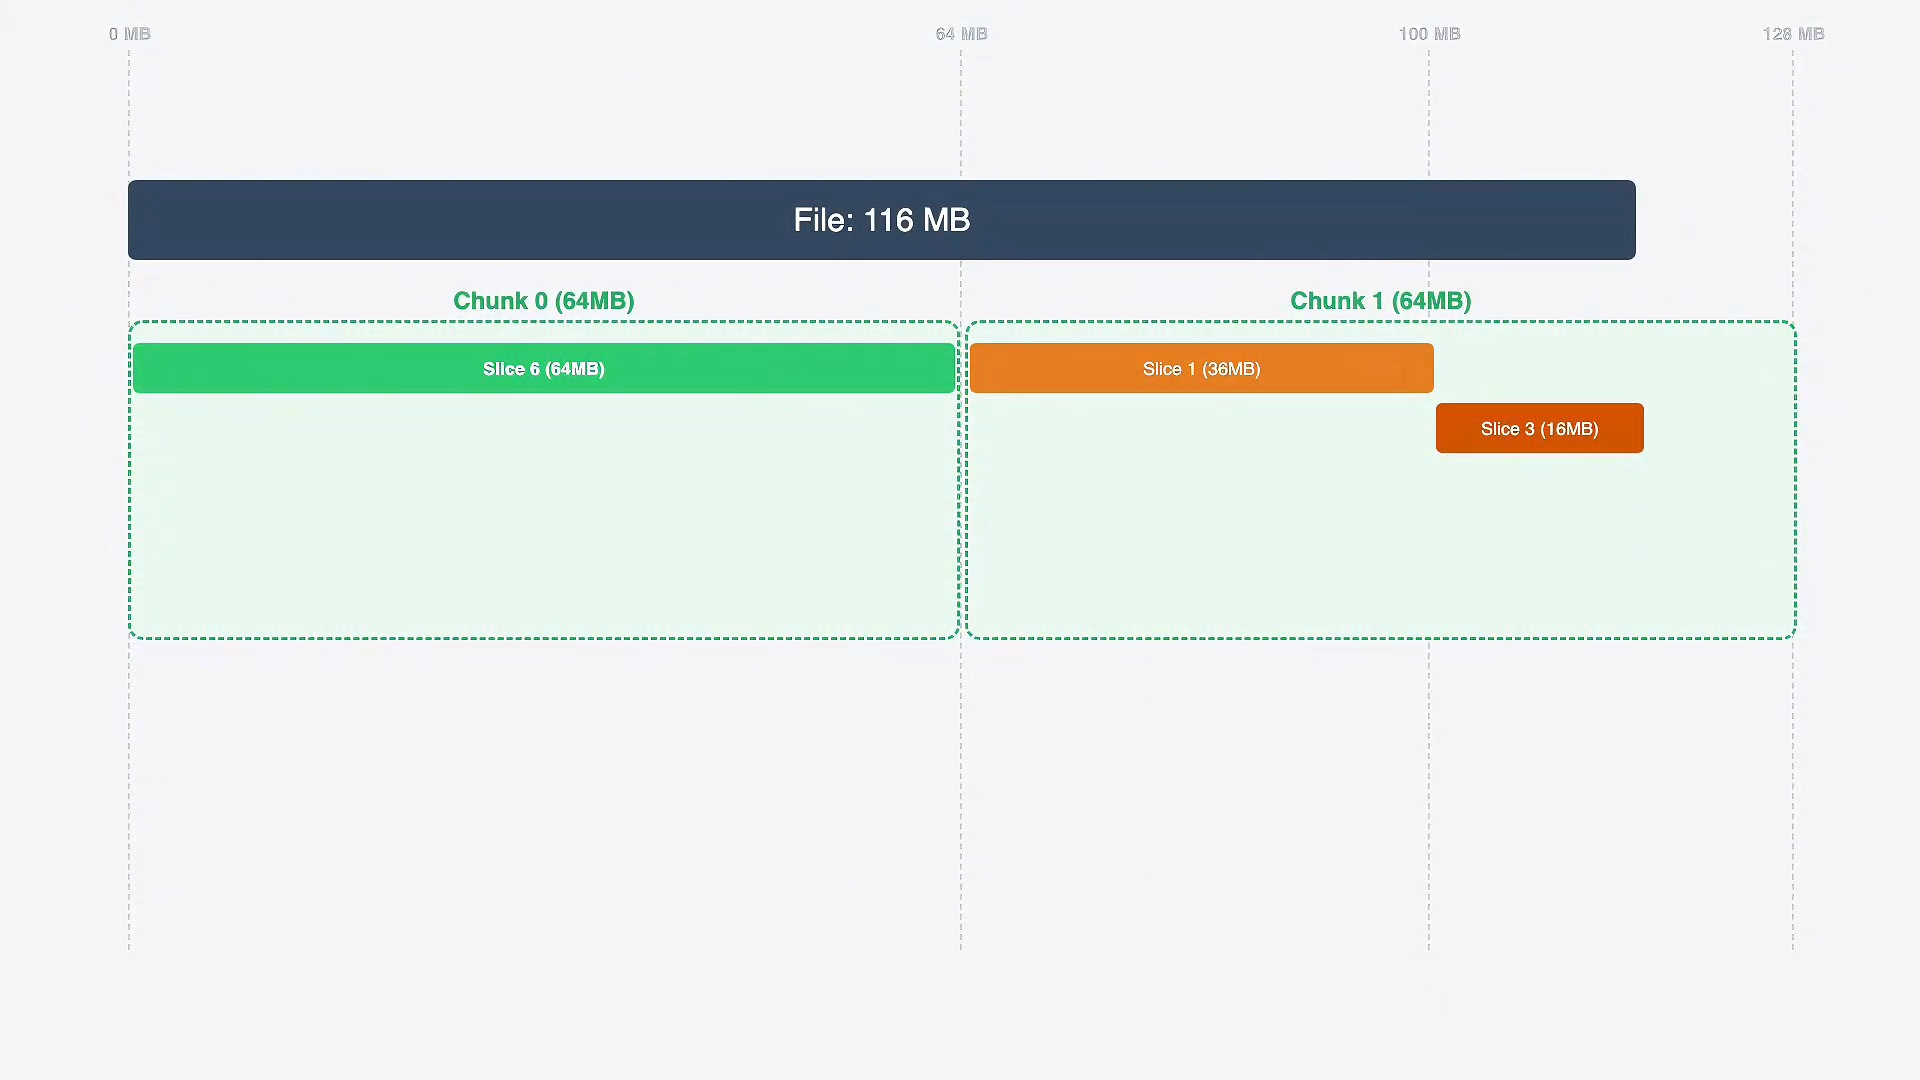 0 MB
64 MB
100 MB
128 MB
File: 116 MB
Chunk 0 (64MB)
Chunk 1 (64MB)
Slice 6 (64MB)
Slice 1 (36MB)
Slice 3 (16MB)